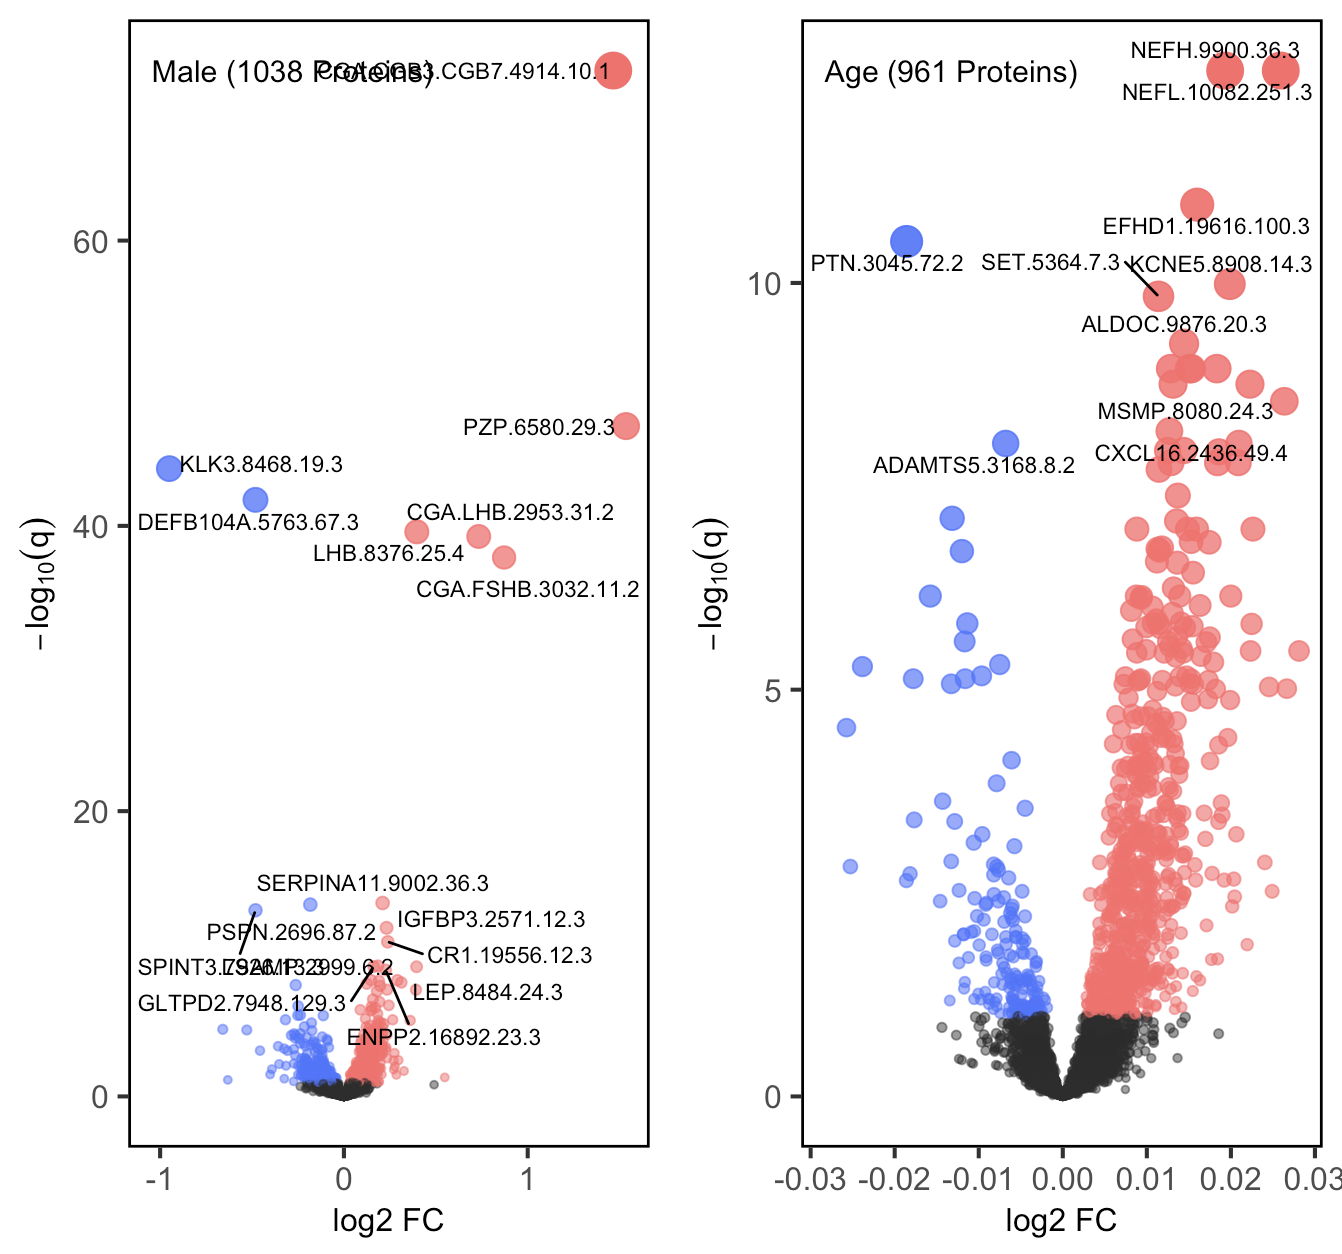 Male (1038 Proteins)
CGA.CGB3.CGB7.4914.10.1
PZP.6580.29.3
KLK3.8468.19.3
DEFB104A.5763.67.3
CGA.LHB.2953.31.2
LHB.8376.25.4
CGA.FSHB.3032.11.2
SERPINA11.9002.36.3
IGFBP3.2571.12.3
PSPN.2696.87.2
CR1.19556.12.3
SPINT3.7926.13.3
LEP.8484.24.3
GLTPD2.7948.129.3
ENPP2.16892.23.3
60
40
20
0
-1
0
1
log2 FC
−log10(q)
Age (961 Proteins)
NEFH.9900.36.3
NEFL.10082.251.3
EFHD1.19616.100.3
PTN.3045.72.2
SET.5364.7.3
KCNE5.8908.14.3
ALDOC.9876.20.3
MSMP.8080.24.3
CXCL16.2436.49.4
ADAMTS5.3168.8.2
10
5
0
-0.03
-0.02
-0.01
0.00
0.01
0.02
0.03
log2 FC
−log10(q)